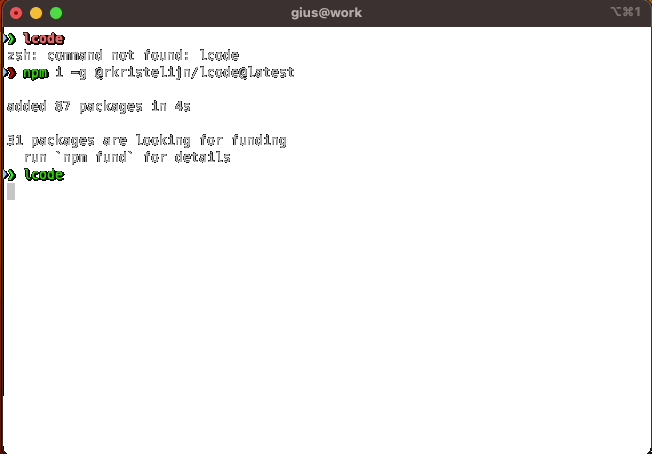 gius@work
⌥⌘1
❯ lcode
zsh: command not found: lcode
❯ npm i -g @rkristelijn/lcode@latest
added 87 packages in 4s
31 packages are looking for funding
run `npm fund` for details
❯ lcode